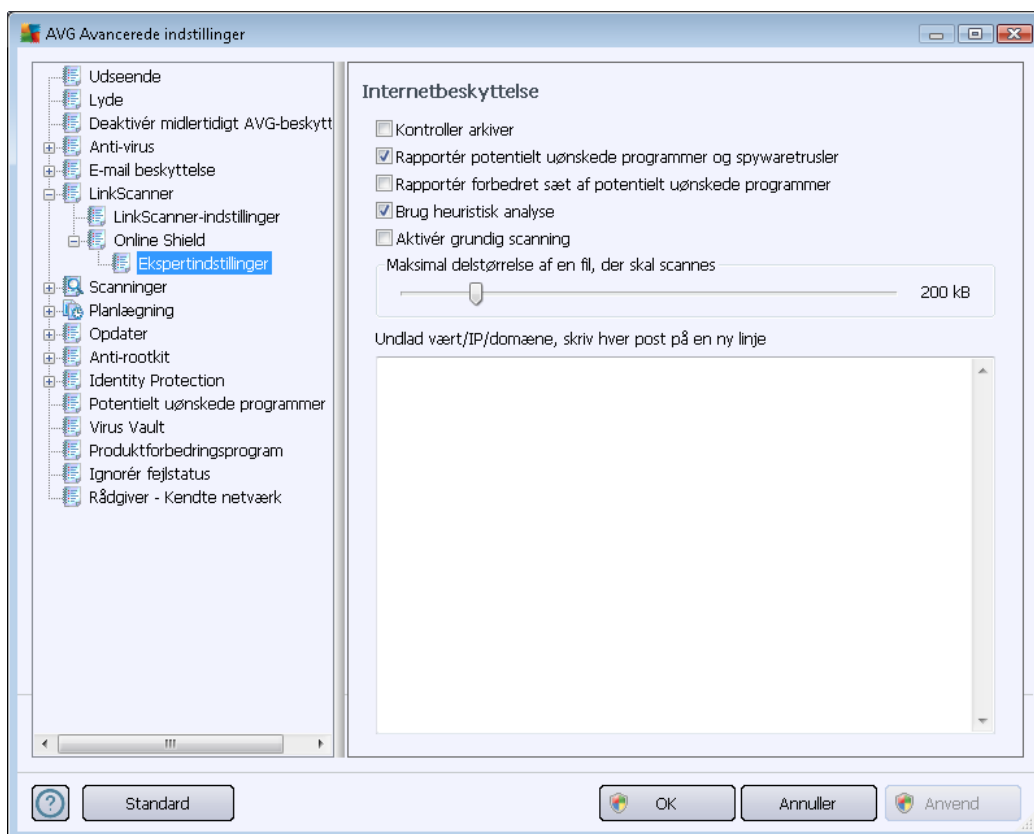 AVG Avancerede indstillinger
Udseende
Lyde
Deaktivér midlertidigt AVG-beskytt
Anti-virus
E-mail beskyttelse
LinkScanner
LinkScanner-indstillinger
Online Shield
Ekspertindstillinger
Scanninger
Planlægning
Opdater
Anti-rootkit
Identity Protection
Potentielt uønskede programmer
Virus Vault
Produktforbedringsprogram
Ignorér fejlstatus
Rådgiver - Kendte netværk
Internetbeskyttelse
Kontroller arkiver
Rapportér potentielt uønskede programmer og spywaretrusler
Rapportér forbedret sæt af potentielt uønskede programmer
Brug heuristisk analyse
Aktivér grundig scanning
Maksimal delstørrelse af en fil, der skal scannes
200 kB
Undlad vært/IP/domæne, skriv hver post på en ny linje
Standard
OK
Annuller
Anvend